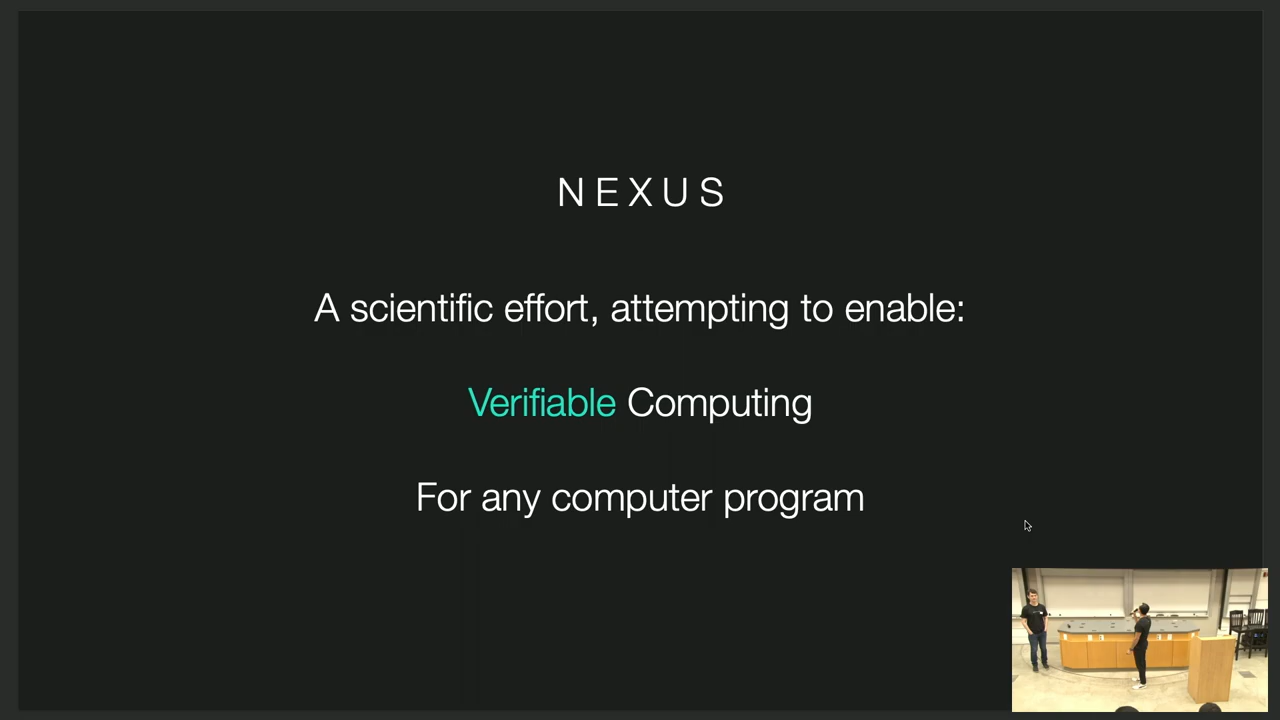 NEXUS
A scientific effort, attempting to enable:
Verifiable Computing
For any computer program